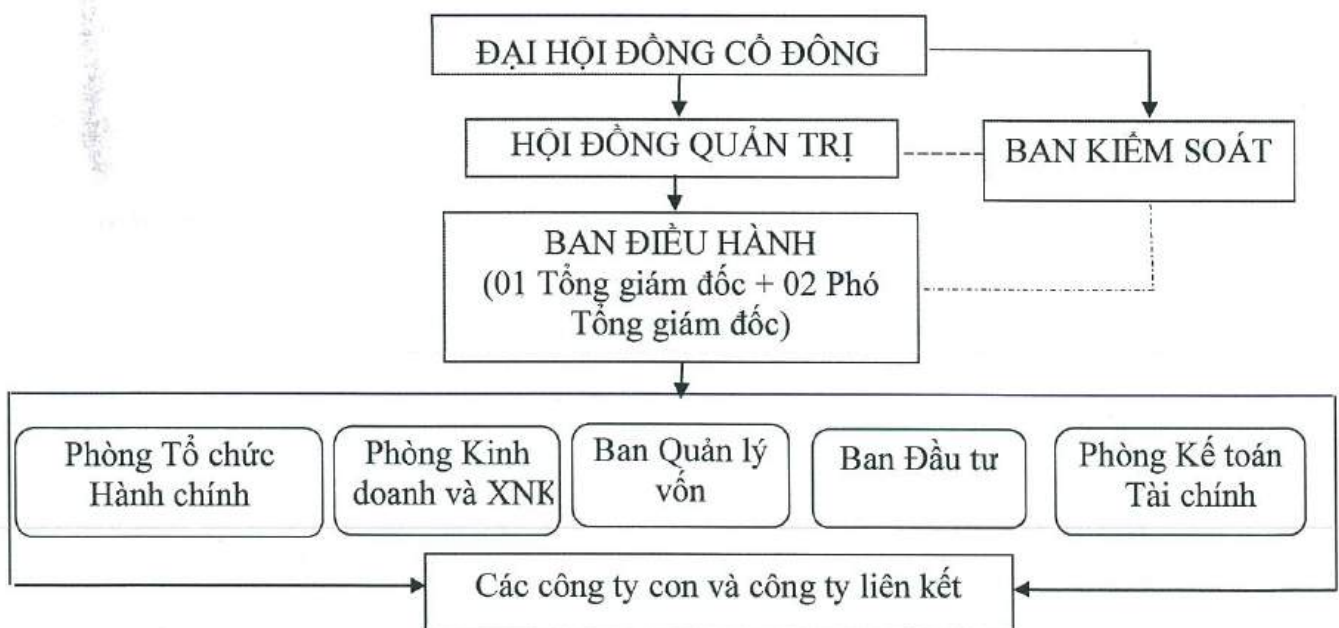 ĐẠI HỘI ĐỒNG CỔ ĐÔNG
HỘI ĐỒNG QUẢN TRỊ
BAN KIỂM SOÁT
BAN ĐIỀU HÀNH
(01 Tổng giám đốc + 02 Phó
Tổng giám đốc)
Phòng Tổ chức
Hành chính
Phòng Kinh
doanh và XNK
Ban Quản lý
vốn
Ban Đầu tư
Phòng Kế toán
Tài chính
Các công ty con và công ty liên kết